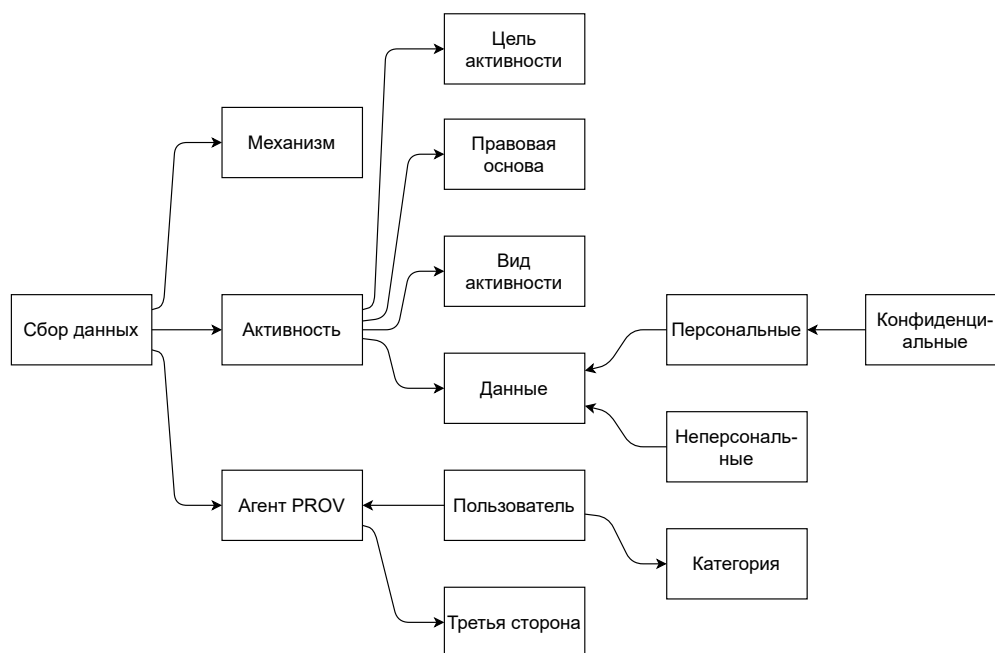 Цель
активности
Механизм
Правовая
основа
Вид
активности
Сбор данных
Активность
Персональные
Конфиденци-
альные
Данные
Неперсональ-
ные
Агент PROV
Пользователь
Категория
Третья сторона